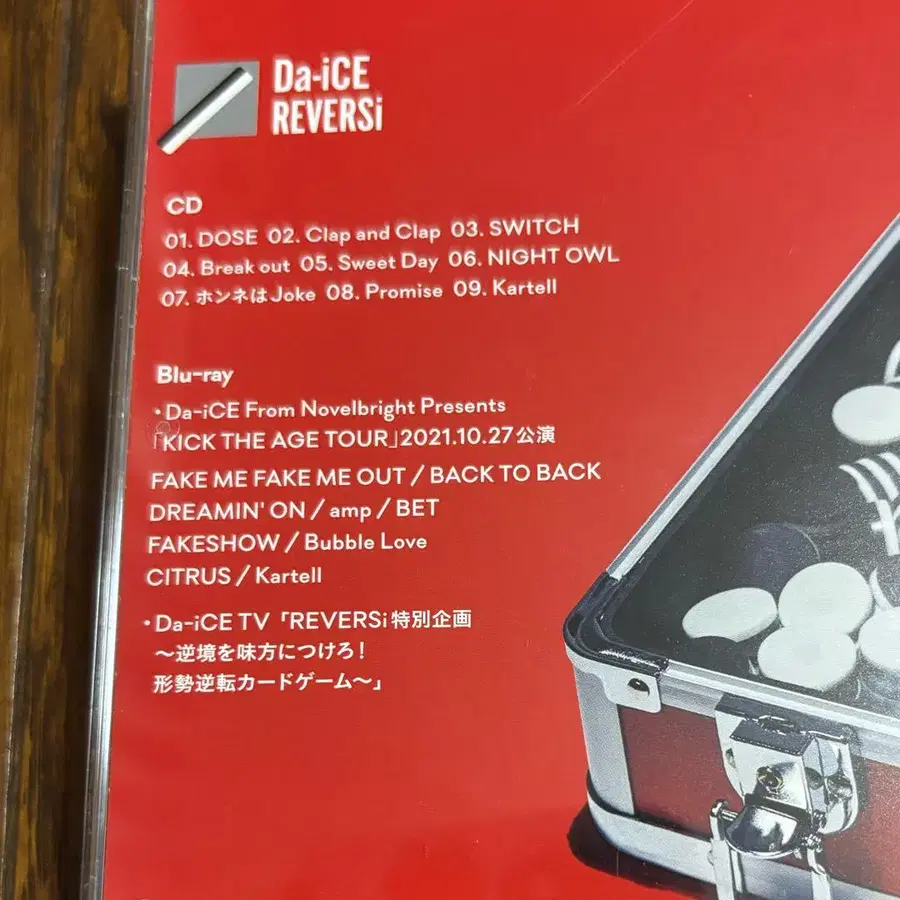 Da-iCE
REVERSi
CD
01. DOSE 02. Clap and Clap 03. SWITCH
04. Break out 05. Sweet Day 06. NIGHT OWL
07. ホンネはJoke 08. Promise 09. Kartell
Blu-ray
・Da-iCE From Novelbright Presents
「KICK THE AGE TOUR」2021.10.27公演
FAKE ME FAKE ME OUT / BACK TO BACK
DREAMIN' ON / amp / BET
FAKESHOW / Bubble Love
CITRUS / Kartell
・Da-iCE TV「REVERSi特別企画
〜逆境を味方につけろ！
形勢逆転カードゲーム〜」